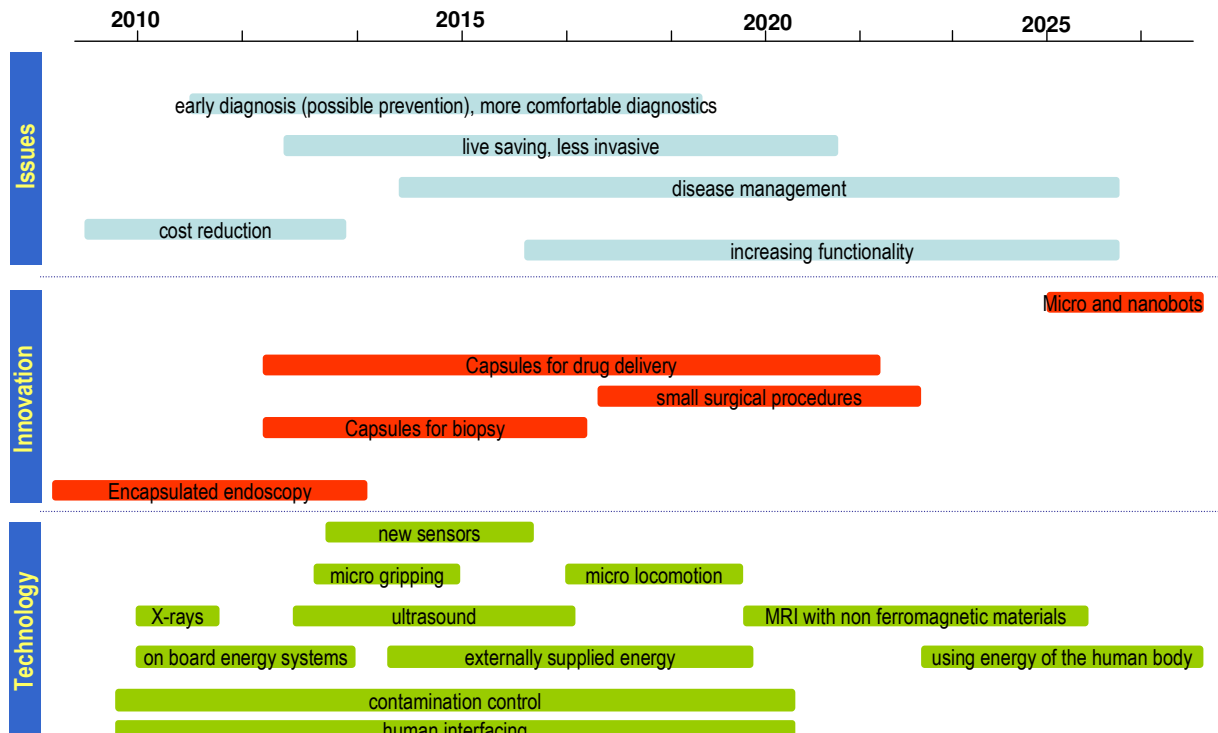 2010 2015 2020 2025
Issues
early diagnosis (possible prevention), more comfortable diagnostics
live saving, less invasive
disease management
cost reduction
increasing functionality
Innovation
Micro and nanobots
Capsules for drug delivery
small surgical procedures
Capsules for biopsy
Encapsulated endoscopy
Technology
new sensors
micro gripping micro locomotion
X-rays ultrasound MRI with non ferromagnetic materials
on board energy systems externally supplied energy using energy of the human body
contamination control
human interfacing